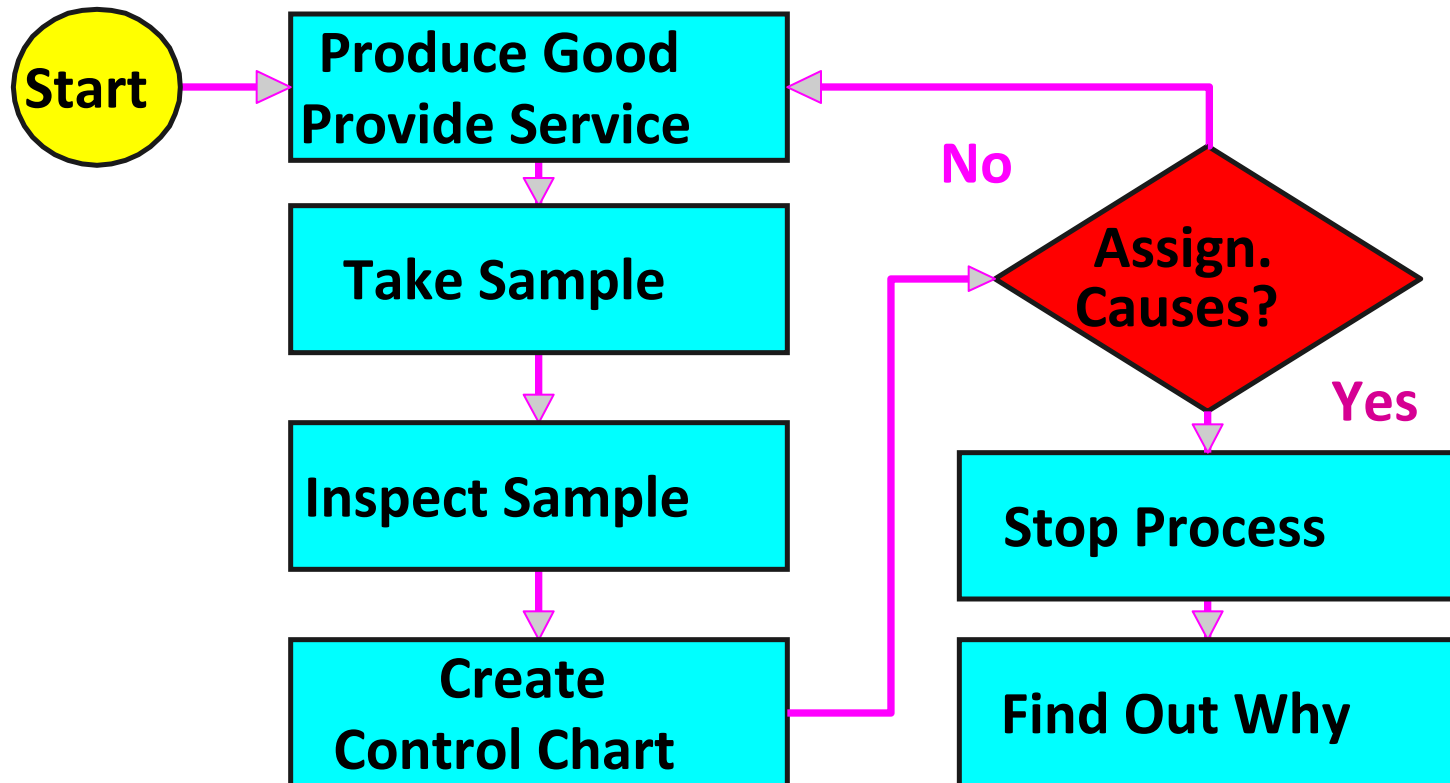 Start
Produce Good
Provide Service
Take Sample
Inspect Sample
Create
Control Chart
No
Assign.
Causes?
Yes
Stop Process
Find Out Why